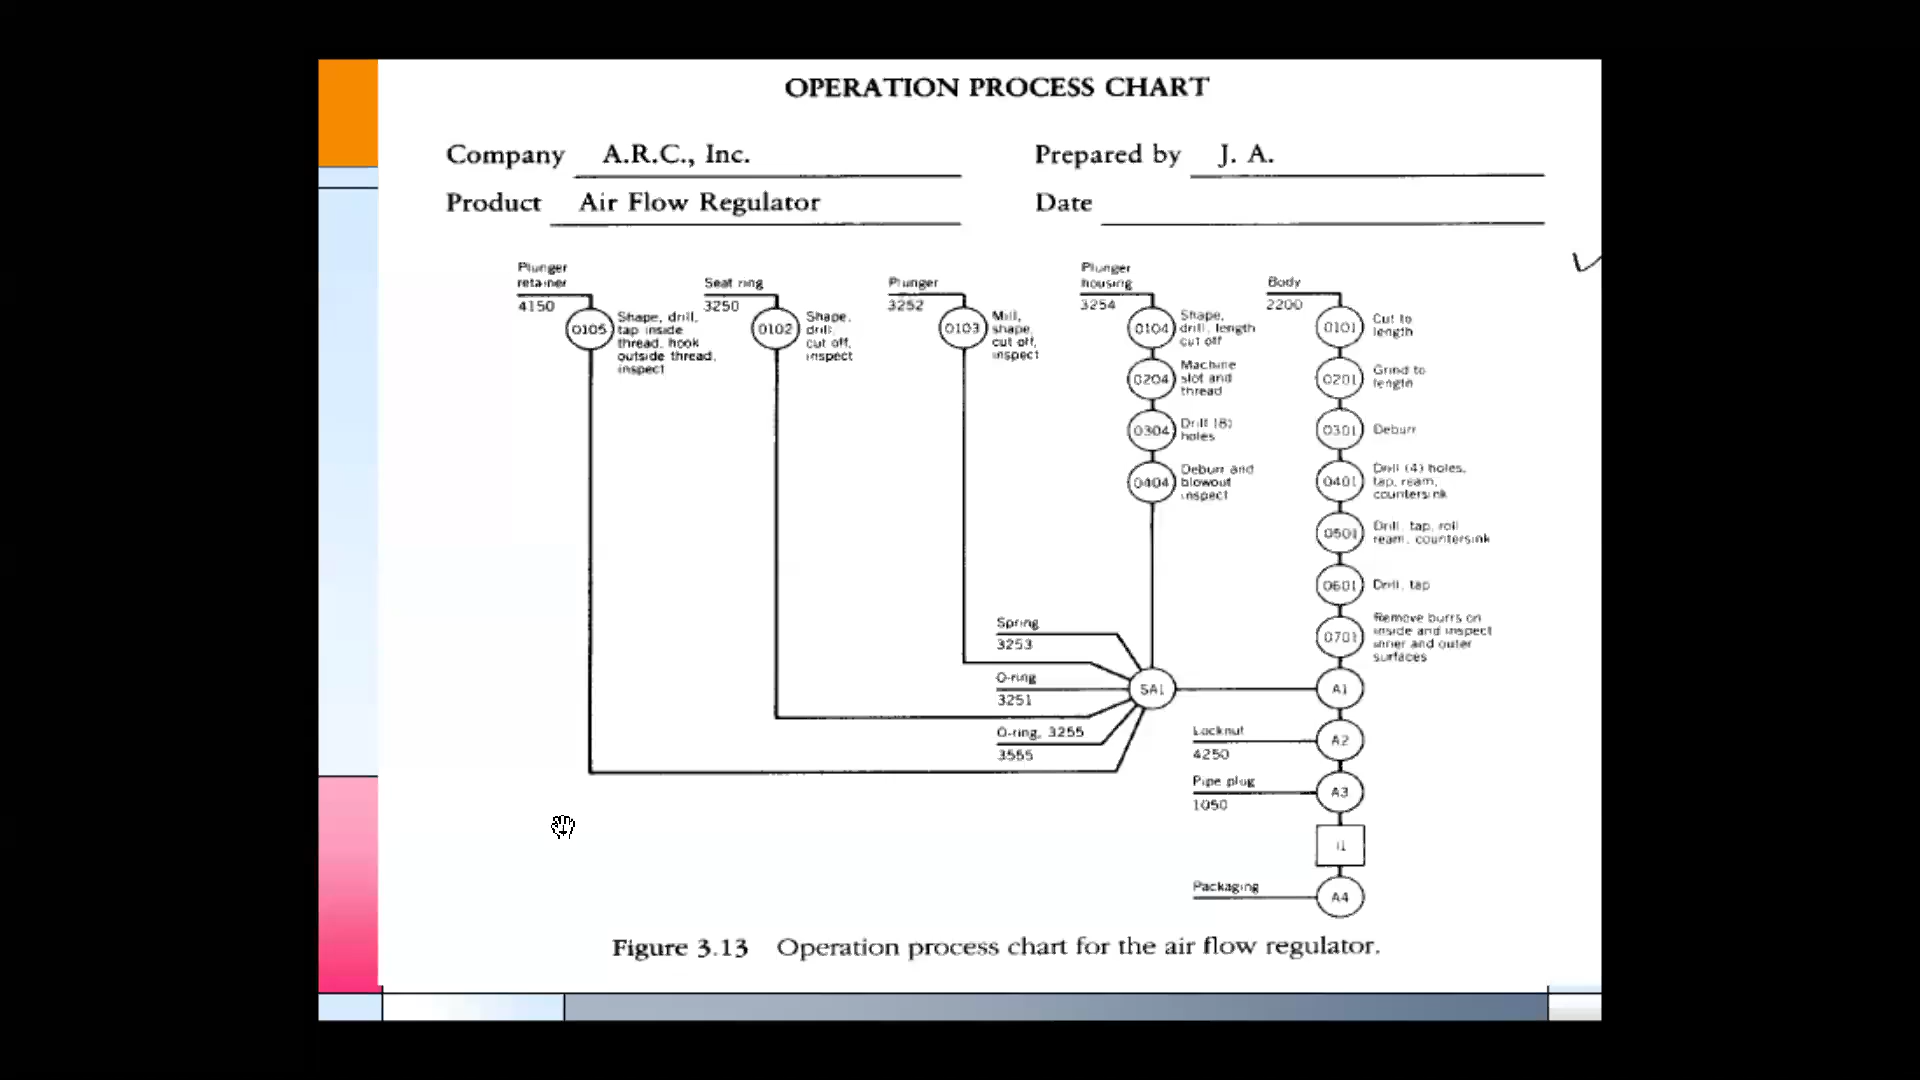 OPERATION PROCESS CHART
Company A.R.C., Inc.
Prepared by J. A.
Product Air Flow Regulator
Date
Plunger
retainer
4150
0105
Shape, drill,
tap inside
thread, hook
outside thread,
inspect
Seat ring
3250
0102
Shape,
drill,
cut off,
inspect
Plunger
3252
0103
Mill,
shape,
cut off,
inspect
Plunger
housing
3254
0104
Shape,
drill, length
cut off
0204
Machine
slot and
thread
0304
Drill (8)
holes
0404
Deburr and
blowout
inspect
Body
2200
0101
Cut to
length
0201
Grind to
length
0301
Deburr
0401
Drill (4) holes,
tap, ream,
countersink
0501
Drill, tap, roll
ream, countersink
0601
Drill, tap
0701
Remove burrs on
inside and inspect
inner and outer
surfaces
Spring
3253
O-ring
3251
O-ring, 3255
3555
SA1
A1
Locknut
4250
A2
Pipe plug
1050
A3
I1
Packaging
A4
Figure 3.13 Operation process chart for the air flow regulator.